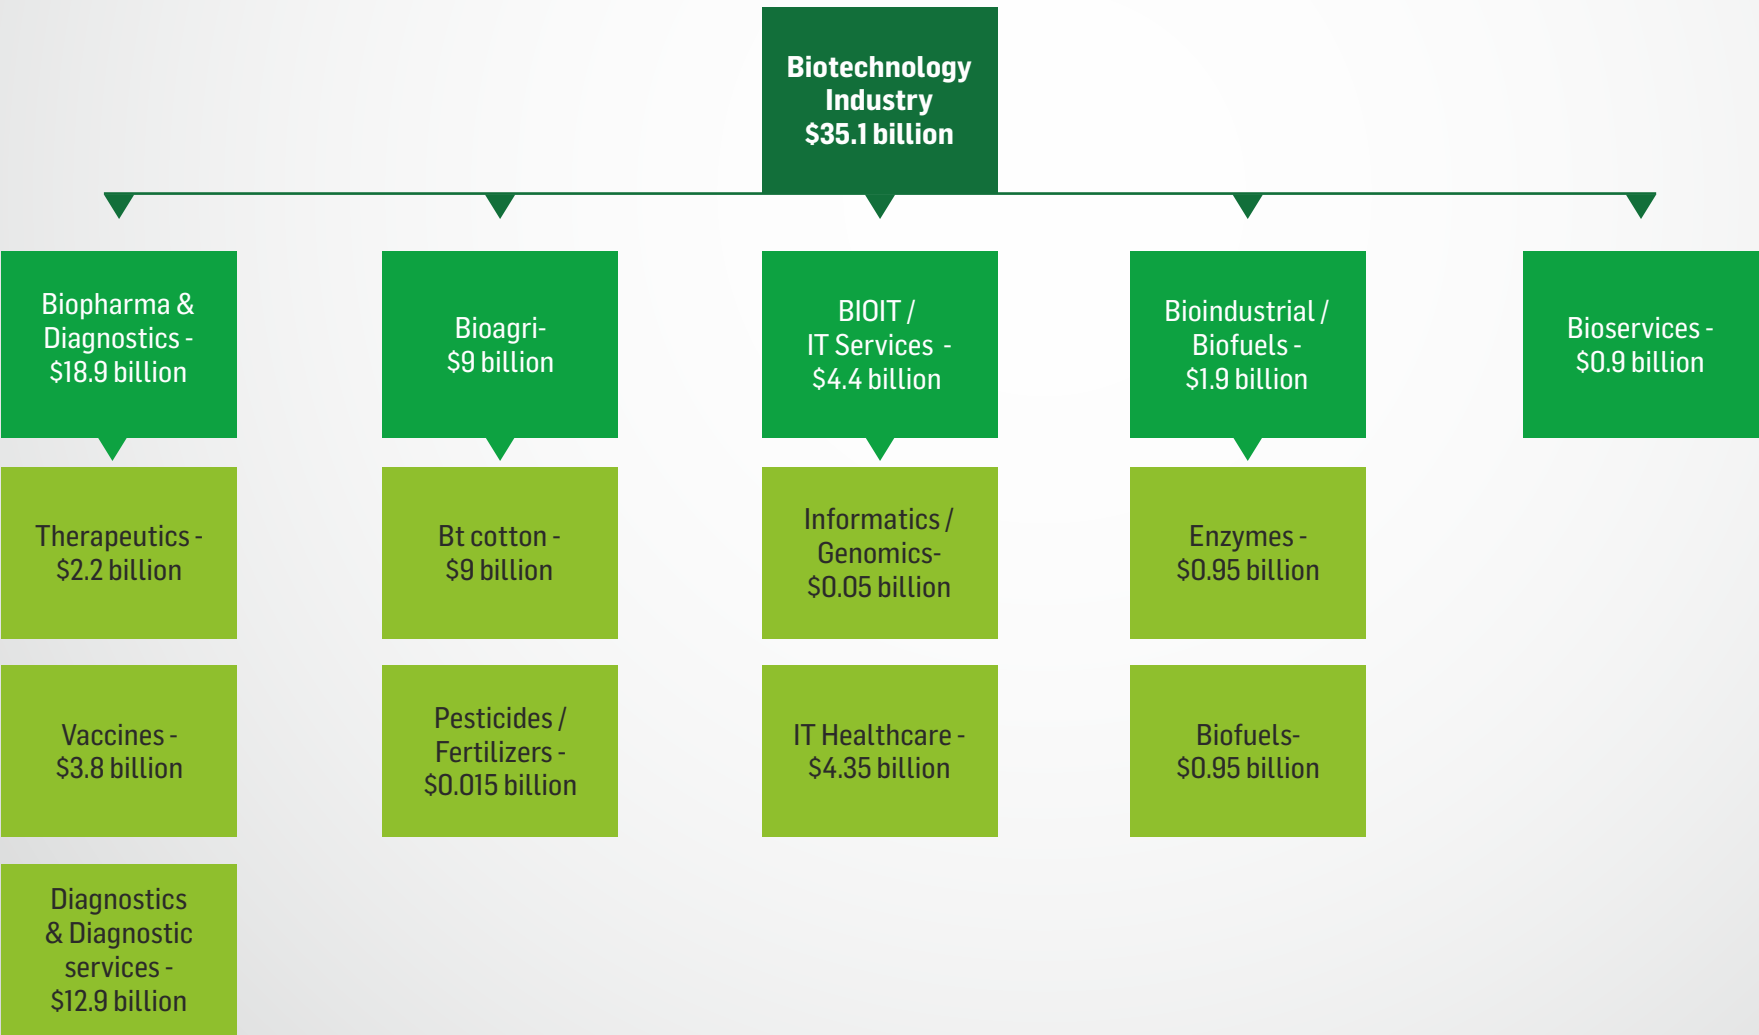 Biotechnology
Industry
$35.1 billion
Biopharma &
Diagnostics -
$18.9 billion
Bioagri-
$9 billion
BIOIT /
IT Services -
$4.4 billion
Bioindustrial /
Biofuels -
$1.9 billion
Bioservices -
$0.9 billion
Therapeutics -
$2.2 billion
Bt cotton -
$9 billion
Informatics /
Genomics-
$0.05 billion
Enzymes -
$0.95 billion
Vaccines -
$3.8 billion
Pesticides /
Fertilizers -
$0.015 billion
IT Healthcare -
$4.35 billion
Biofuels-
$0.95 billion
Diagnostics
& Diagnostic
services -
$12.9 billion